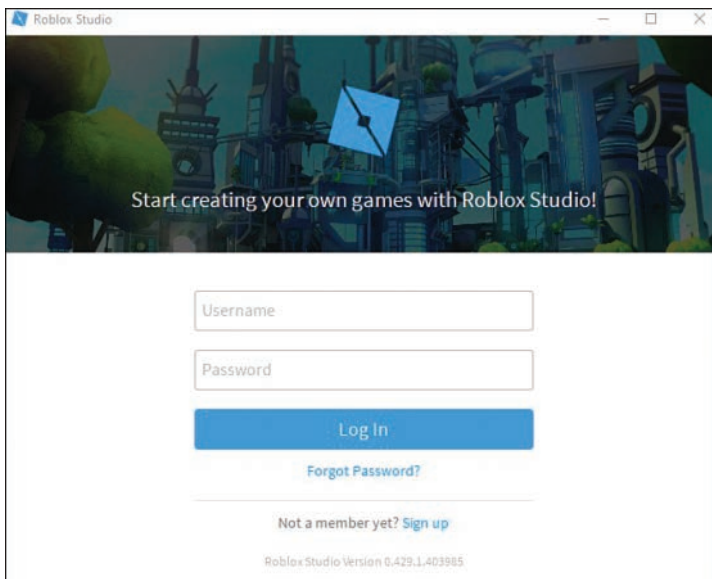 Roblox Studio
Start creating your own games with Roblox Studio!
Username
Password
Log In
Forgot Password?
Not a member yet? Sign up
Roblox Studio Version 0.429.1.403985